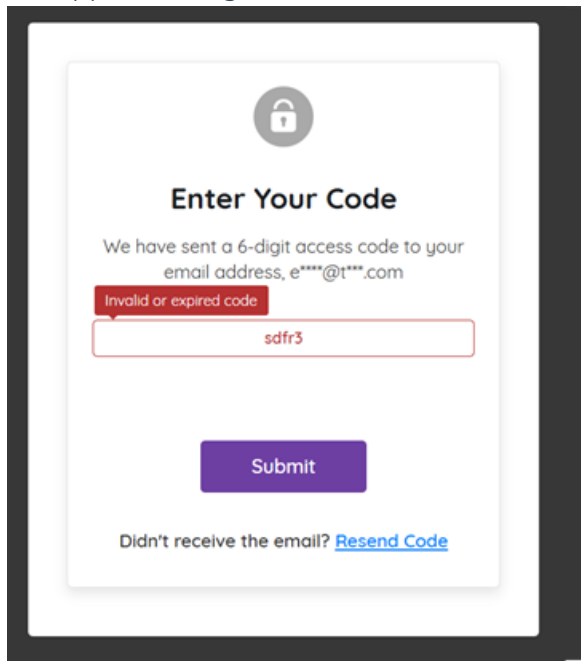 Enter Your Code
We have sent a 6-digit access code to your
email address, e****@t***.com
Invalid or expired code
sdfr3
Submit
Didn't receive the email? Resend Code